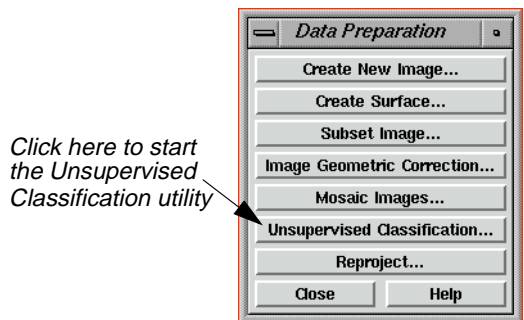 Data Preparation
Create New Image...
Create Surface...
Subset Image...
Image Geometric Correction...
Mosaic Images...
Unsupervised Classification...
Reproject...
Close
Help
Click here to start
the Unsupervised
Classification utility